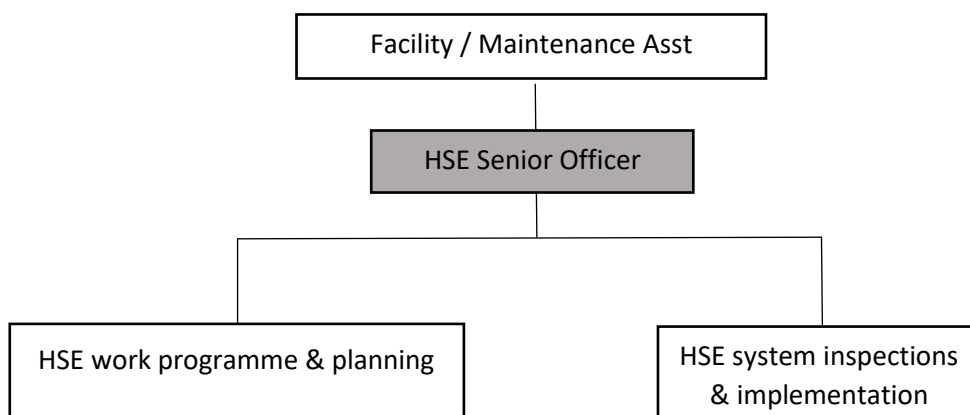 Facility / Maintenance Asst
HSE Senior Officer
HSE work programme & planning
HSE system inspections
& implementation